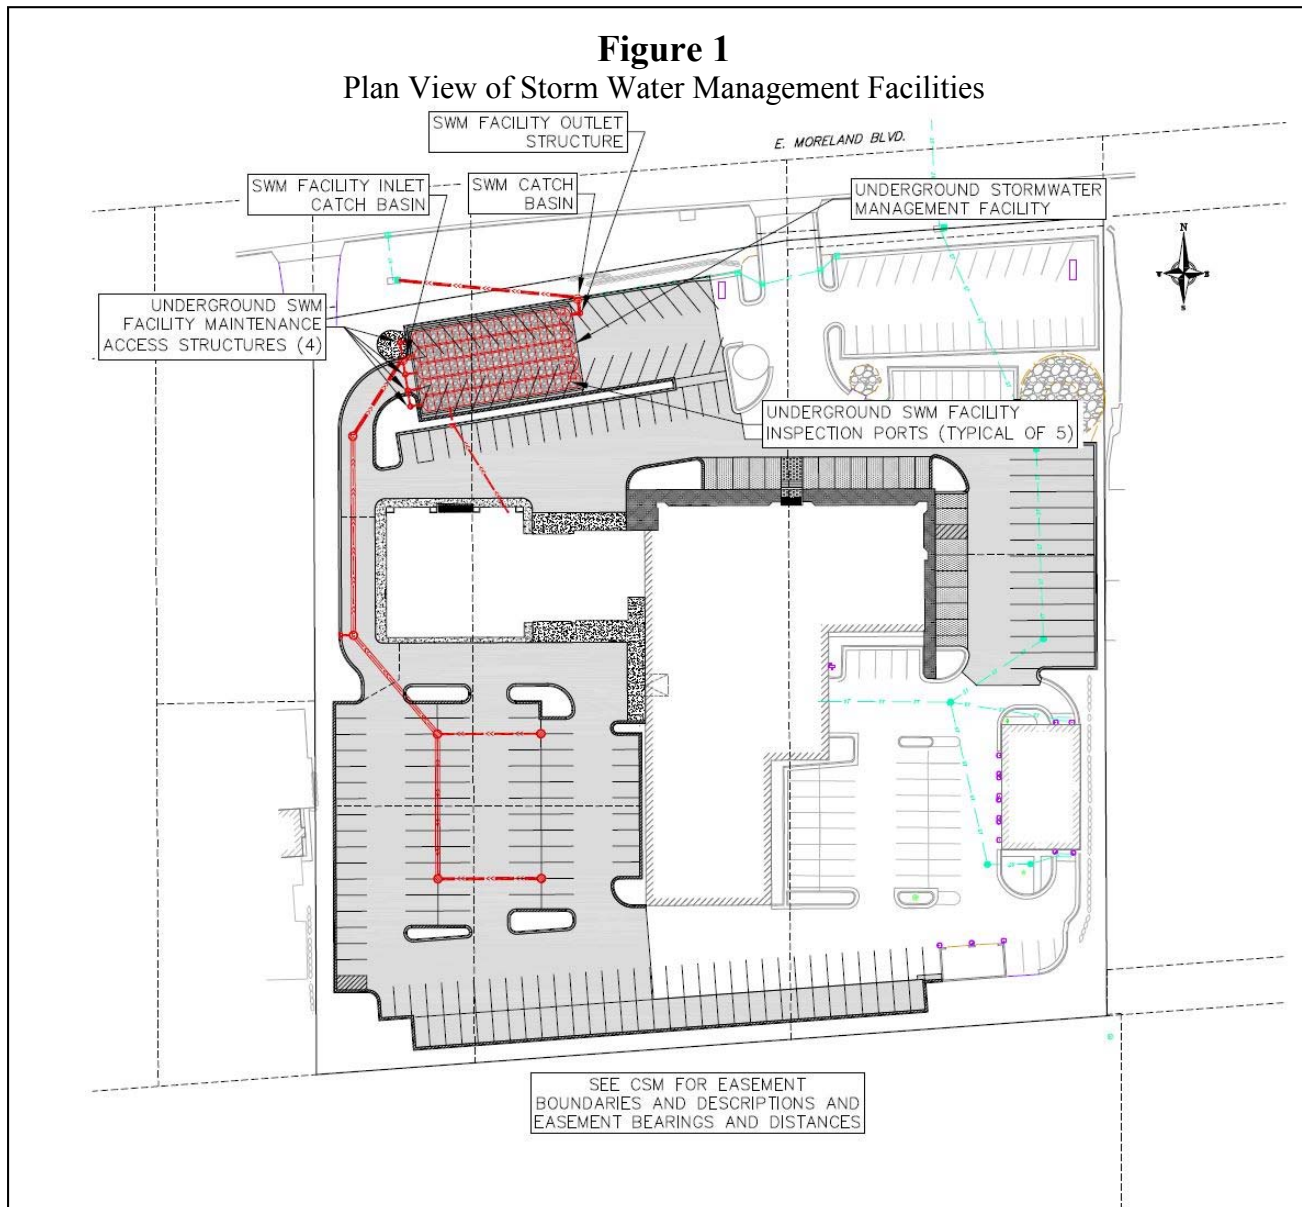 Figure 1
Plan View of Storm Water Management Facilities
SWM FACILITY OUTLET
STRUCTURE
E. MORELAND BLVD.
SWM FACILITY INLET
CATCH BASIN
SWM CATCH
BASIN
UNDERGROUND STORMWATER
MANAGEMENT FACILITY
N
S
UNDERGROUND SWM
FACILITY MAINTENANCE
ACCESS STRUCTURES (4)
UNDERGROUND SWM FACILITY
INSPECTION PORTS (TYPICAL OF 5)
SEE CSM FOR EASEMENT
BOUNDARIES AND DESCRIPTIONS AND
EASEMENT BEARINGS AND DISTANCES